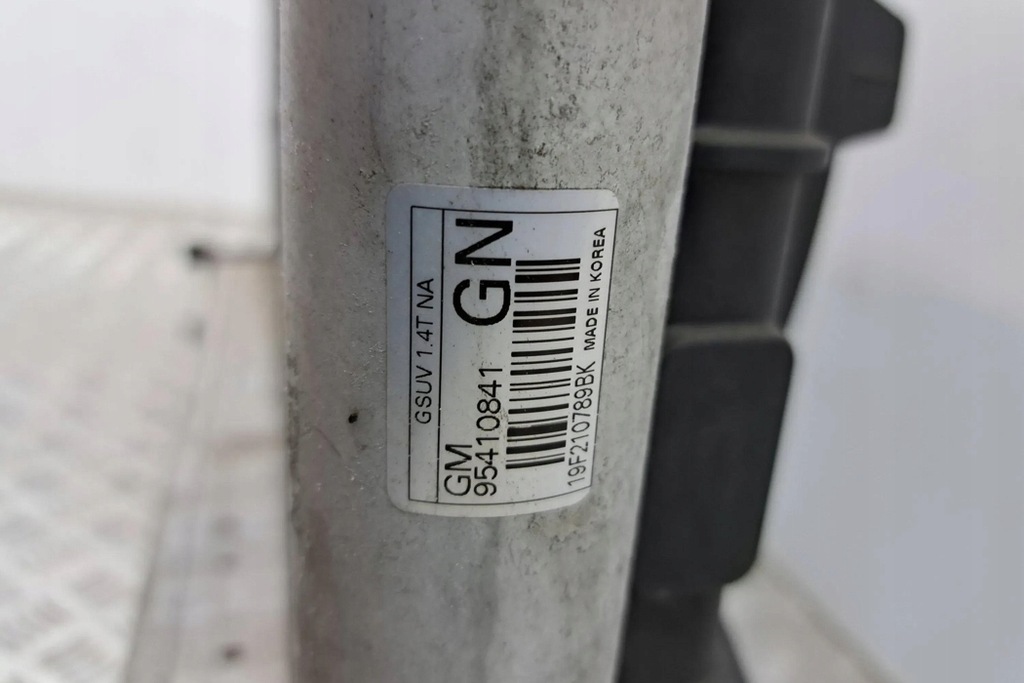 GSUV 1.4T NA
GM
95410841 GN
19F210789BK MADE IN KOREA